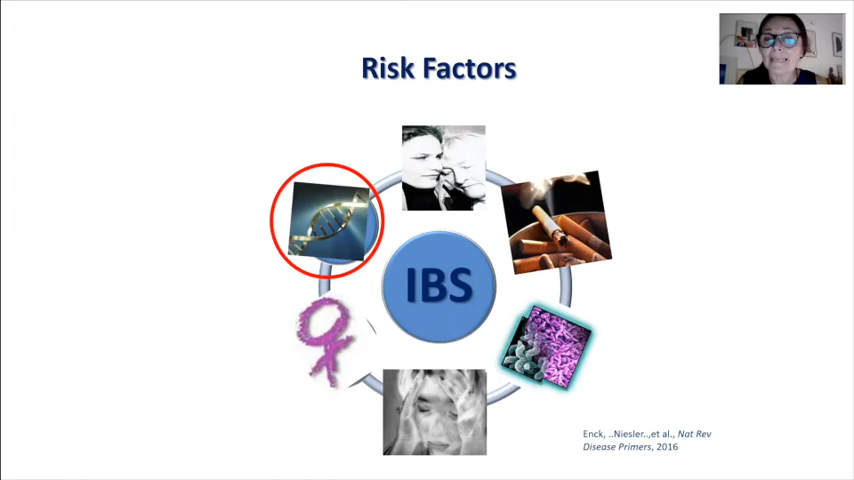 Risk Factors
IBS
Enck, ..Niesler..,et al., Nat Rev
Disease Primers, 2016